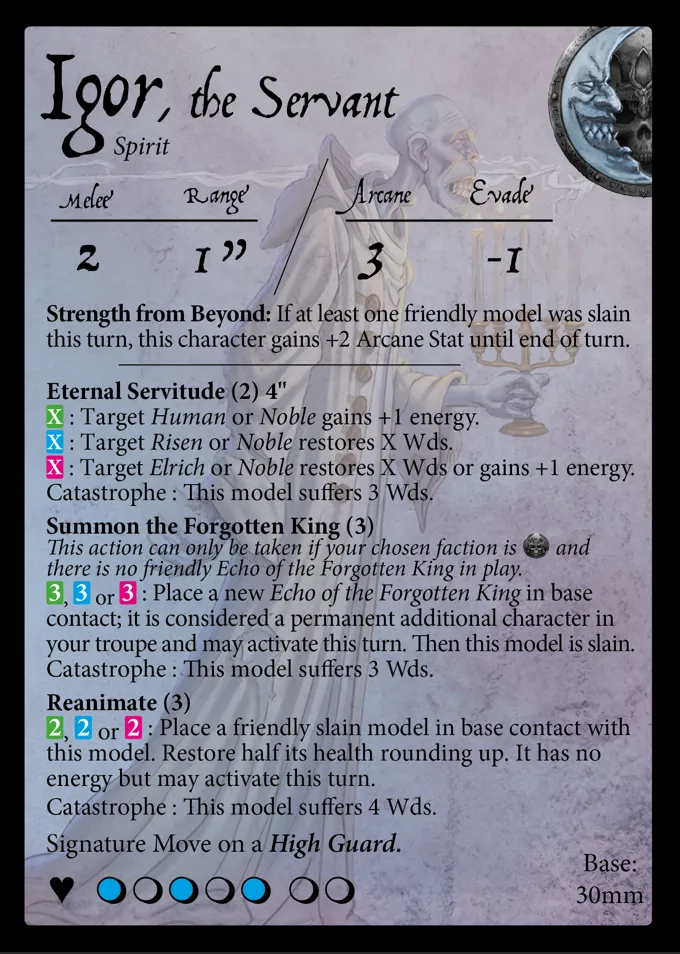 Igor, the Servant
Spirit
Melee Range Arcane Evade
2 1" 3 -1
Strength from Beyond: If at least one friendly model was slain
this turn, this character gains +2 Arcane Stat until end of turn.
Eternal Servitude (2) 4"
X : Target Human or Noble gains +1 energy.
X : Target Risen or Noble restores X Wds.
X : Target Elrich or Noble restores X Wds or gains +1 energy.
Catastrophe : This model suffers 3 Wds.
Summon the Forgotten King (3)
This action can only be taken if your chosen faction is and
there is no friendly Echo of the Forgotten King in play.
3, 3 or 3 : Place a new Echo of the Forgotten King in base
contact; it is considered a permanent additional character in
your troupe and may activate this turn. Then this model is slain.
Catastrophe : This model suffers 3 Wds.
Reanimate (3)
2, 2 or 2 : Place a friendly slain model in base contact with
this model. Restore half its health rounding up. It has no
energy but may activate this turn.
Catastrophe : This model suffers 4 Wds.
Signature Move on a High Guard.
Base:
30mm